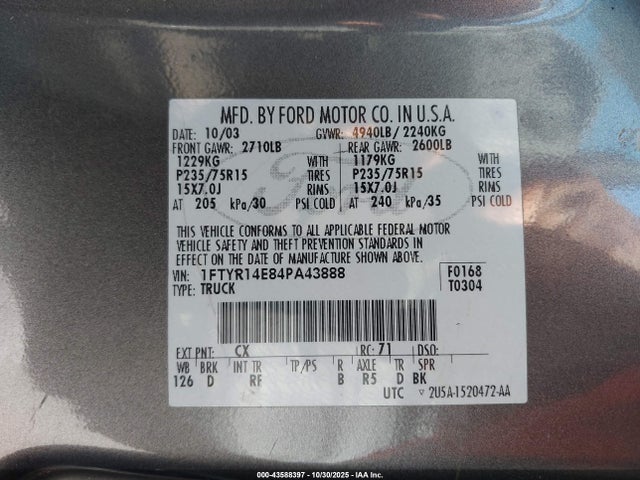 MFD. BY FORD MOTOR CO. IN U.S.A.
DATE: 10/03 GVWR: 4940LB/ 2240KG
FRONT GAWR: 2710LB REAR GAWR: 2600LB
1229KG WITH 1179KG WITH
P235/75R15 TIRES P235/75R15 TIRES
15X7.0J RIMS 15X7.0J RIMS
AT 205 kPa/30 PSI COLD AT 240 kPa/35 PSI COLD
Ford
THIS VEHICLE CONFORMS TO ALL APPLICABLE FEDERAL MOTOR
VEHICLE SAFETY AND THEFT PREVENTION STANDARDS IN
EFFECT ON THE DATE OF MANUFACTURE SHOWN ABOVE.
VIN: 1FTYR14E84PA43888 F0168
TYPE: TRUCK T0304
EXT PNT: CX RC: 71 DSO:
WB BRK INT TR TP/PS R AXLE TR SPR
126 D RF B R5 D BK
UTC ▽ 2U5A-1520472-AA
000-43588397 - 10/30/2025 - IAA Inc.